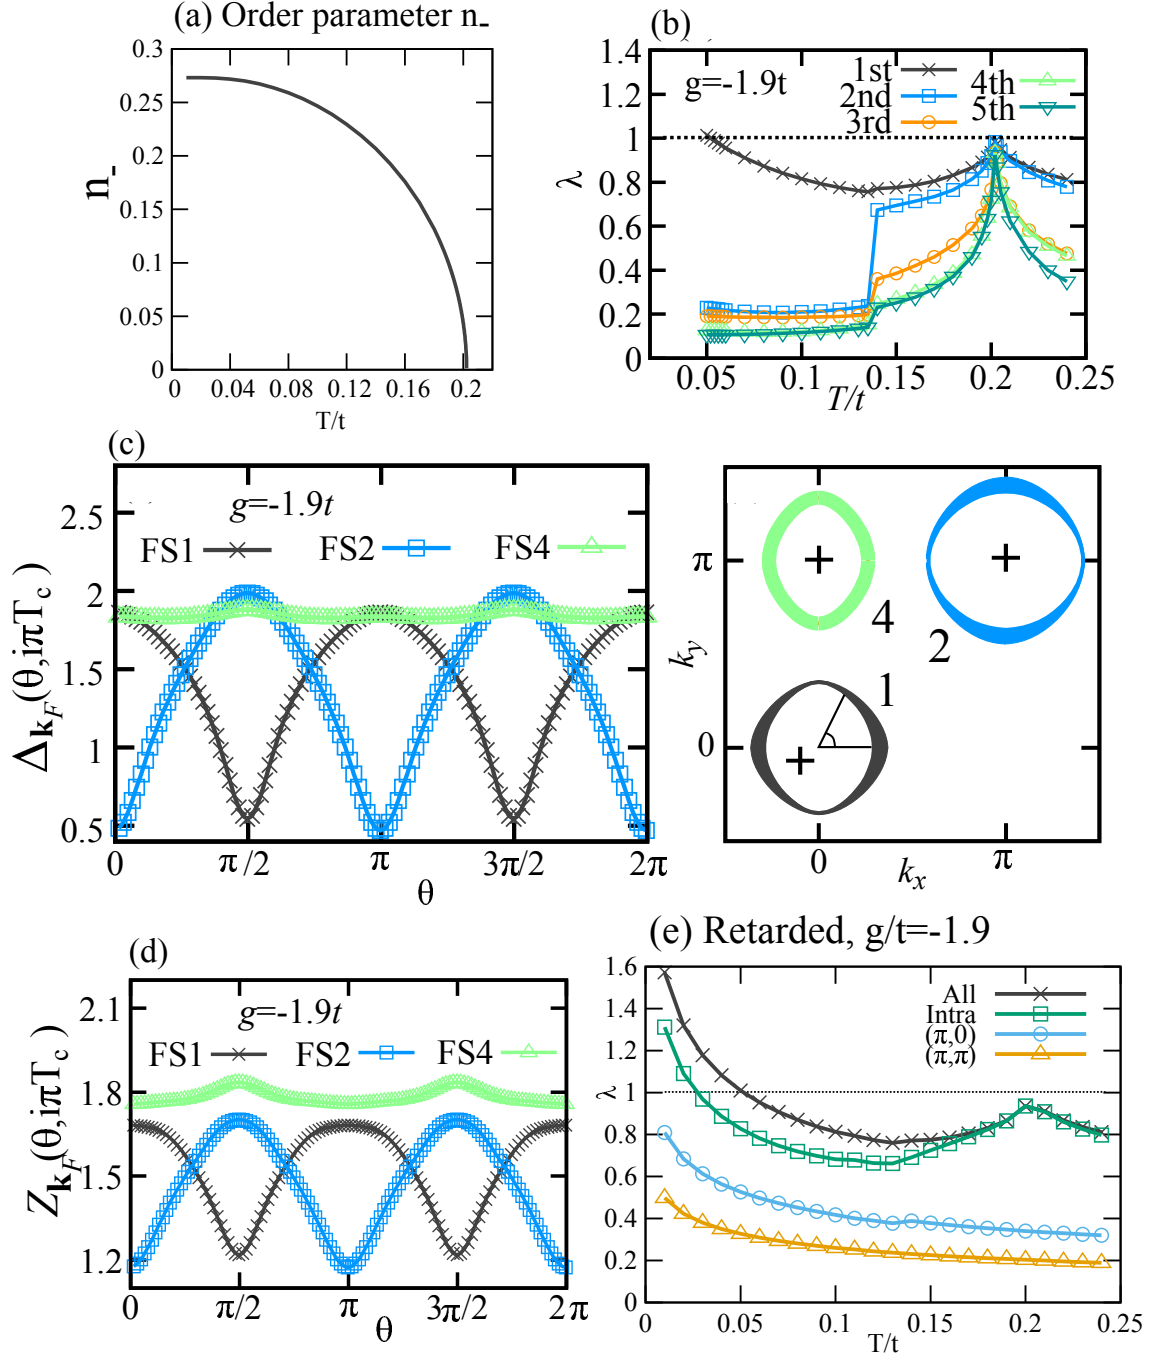 (a) Order parameter n-
0.3
0.25
0.2
0.15
0.1
0.05
0
n-
0 0.04 0.08 0.12 0.16 0.2
T/t
(b)
g=-1.9t
1st
2nd
3rd
4th
5th
1.4
1.2
1
0.8
0.6
0.4
0.2
0
λ
0.05 0.1 0.15 0.2 0.25
T/t
(c)
g=-1.9t
FS1 FS2 FS4
2.5
2
1.5
1
0.5
Δ_{k_F}(θ,iπT_c)
0 π/2 π 3π/2 2π
θ
π
0
k_y
4
2
1
0 π
k_x
(d)
g=-1.9t
FS1 FS2 FS4
2.1
1.8
1.5
1.2
Z_{k_F}(θ,iπT_c)
0 π/2 π 3π/2 2π
θ
(e) Retarded, g/t=-1.9
All
Intra
(π,0)
(π,π)
1.6
1.4
1.2
1
0.8
0.6
0.4
0.2
0
λ
0 0.05 0.1 0.15 0.2 0.25
T/t